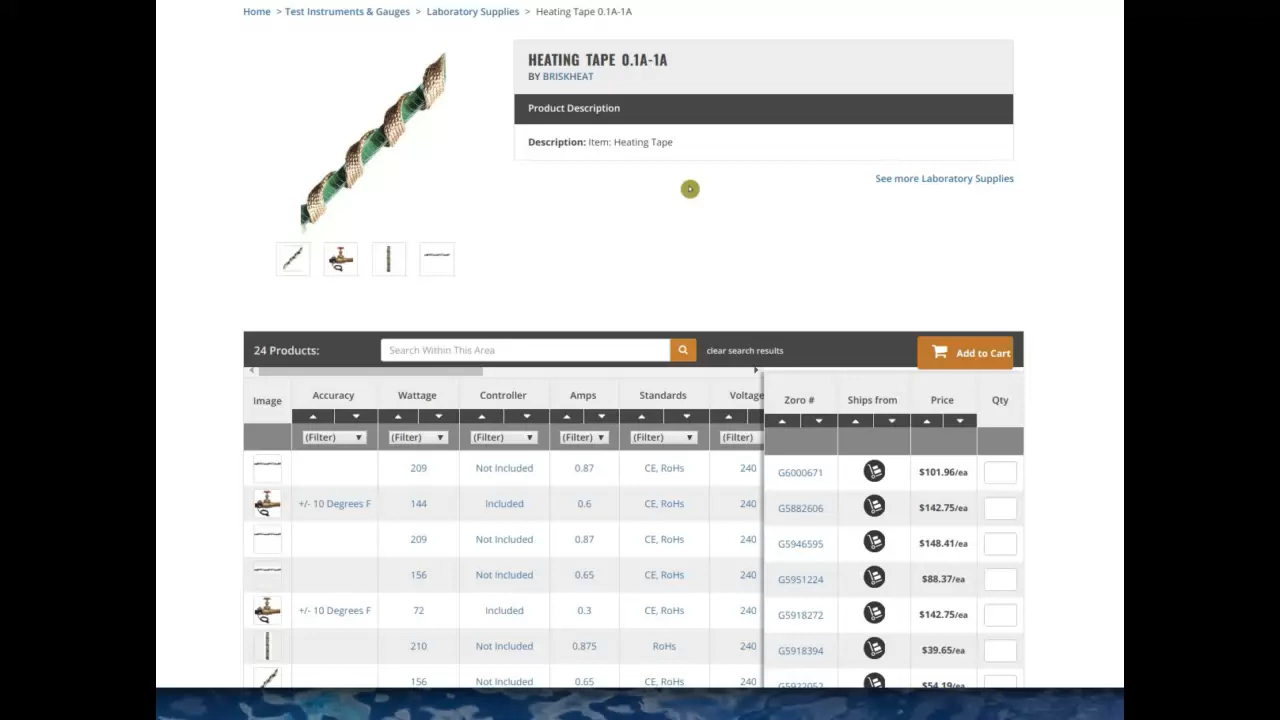 Home > Test Instruments & Gauges > Laboratory Supplies > Heating Tape 0.1A-1A
HEATING TAPE 0.1A-1A
BY BRISKHEAT
Product Description
Description: Item: Heating Tape
See more Laboratory Supplies
24 Products: Search Within This Area clear search results Add to Cart
Image Accuracy Wattage Controller Amps Standards Voltage Zoro # Ships from Price Qty
(Filter) (Filter) (Filter) (Filter) (Filter) (Filter)
209 Not Included 0.87 CE, RoHs 240 G6000671 $101.96/ea
+/- 10 Degrees F 144 Included 0.6 CE, RoHs 240 G5882606 $142.75/ea
209 Not Included 0.87 CE, RoHs 240 G5946595 $148.41/ea
156 Not Included 0.65 CE, RoHs 240 G5951224 $88.37/ea
+/- 10 Degrees F 72 Included 0.3 CE, RoHs 240 G5918272 $142.75/ea
210 Not Included 0.875 RoHs 240 G5918394 $39.65/ea
156 Not Included 0.65 CE, RoHs 240 G5922052 $54.19/ea